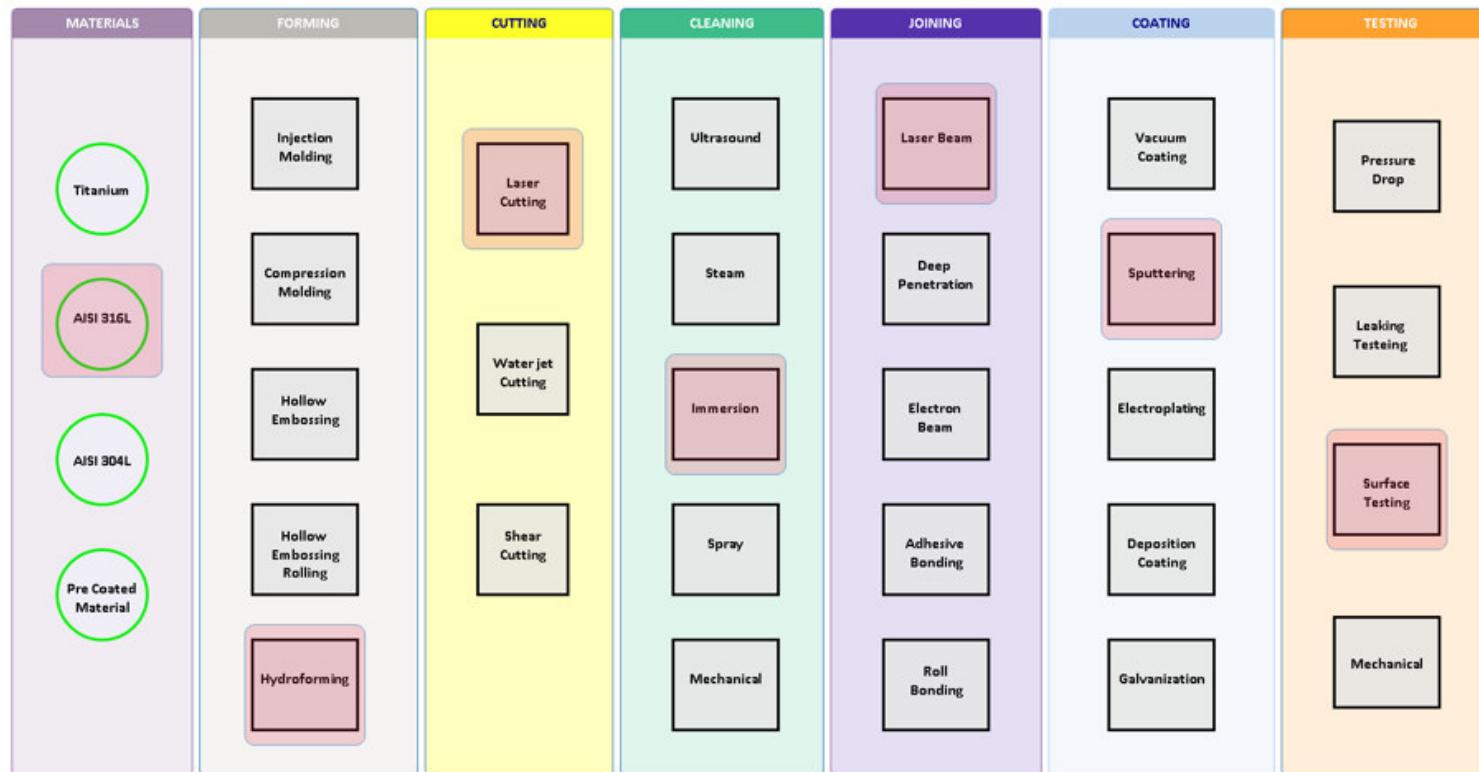 MATERIALS
Titanium
AISI 316L
AISI 304L
Pre Coated
Material
FORMING
Injection
Molding
Compression
Molding
Hollow
Embossing
Hollow
Embossing
Rolling
Hydroforming
CUTTING
Laser
Cutting
Water jet
Cutting
Shear
Cutting
CLEANING
Ultrasound
Steam
Immersion
Spray
Mechanical
JOINING
Laser Beam
Deep
Penetration
Electron
Beam
Adhesive
Bonding
Roll
Bonding
COATING
Vacuum
Coating
Sputtering
Electroplating
Deposition
Coating
Galvanization
TESTING
Pressure
Drop
Leaking
Testeing
Surface
Testing
Mechanical